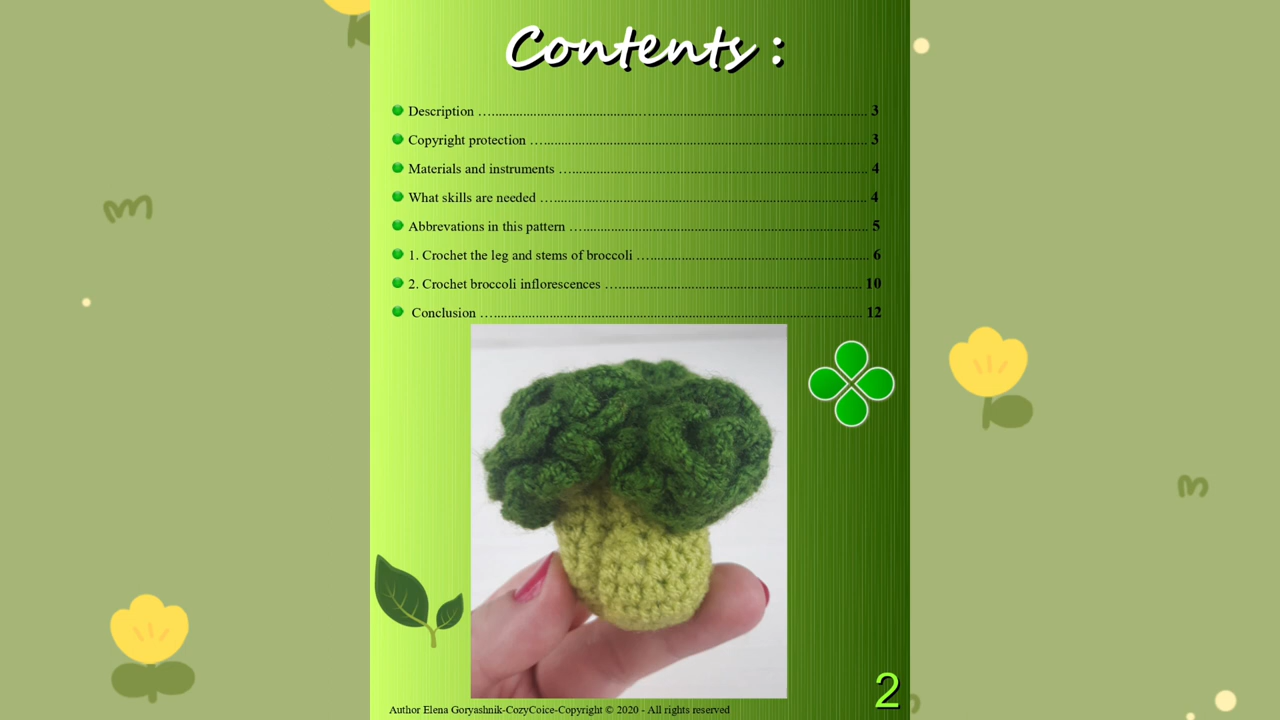 Contents :
Description ….......................................…................................................................ 3
Copyright protection ….............................................................................................. 3
Materials and instruments …...................................................................................... 4
What skills are needed …............................................................................................ 4
Abbrevations in this pattern …................................................................................... 5
1. Crochet the leg and stems of broccoli ….............................................................. 6
2. Crochet broccoli inflorescences …........................................................................ 10
Conclusion …............................................................................................................. 12
2
Author Elena Goryashnik-CozyCoice-Copyright © 2020 - All rights reserved